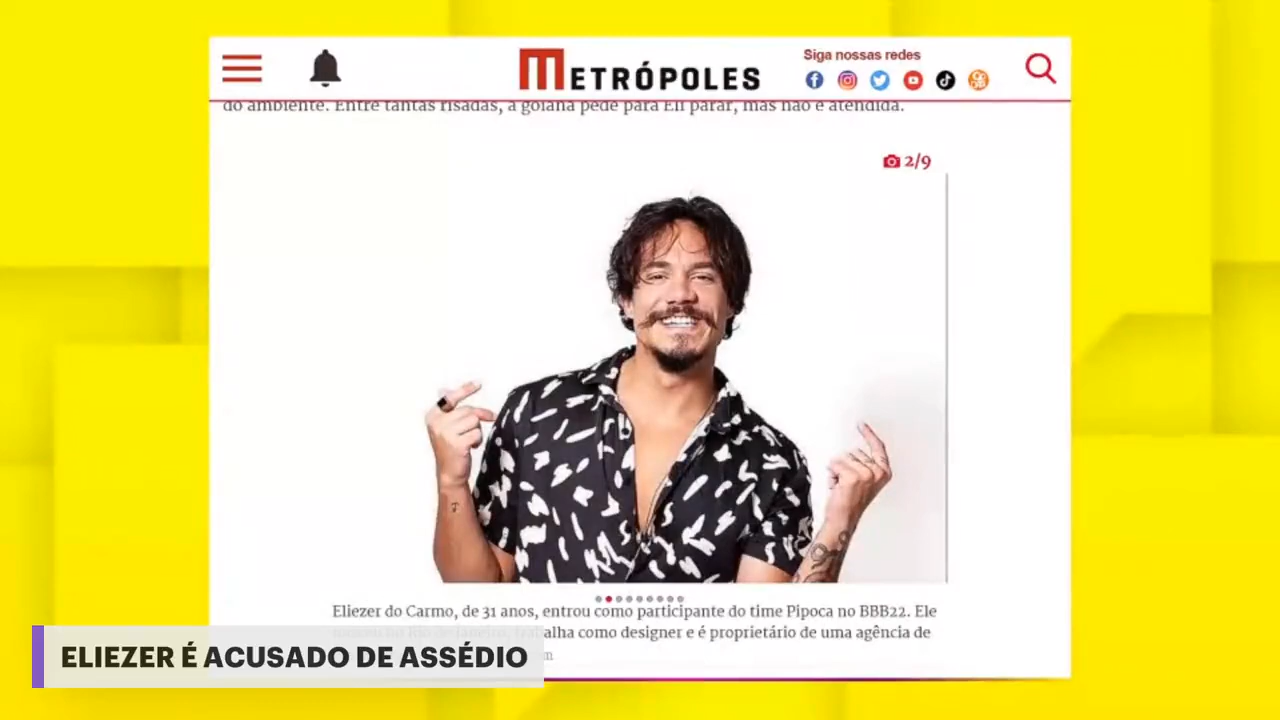 METRÓPOLES
Siga nossas redes
do ambiente. Entre tantas risadas, a goiana pede para Eli parar, mas não é atendida.
2/9
Eliezer do Carmo, de 31 anos, entrou como participante do time Pipoca no BBB22. Ele
trabalha como designer e é proprietário de uma agência de
ELIEZER É ACUSADO DE ASSÉDIO